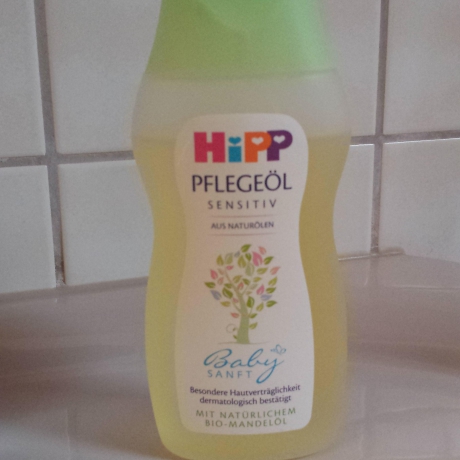 HiPP
PFLEGEÖL
SENSITIV
AUS NATURÖLEN
Baby
SANFT
Besondere Hautverträglichkeit
dermatologisch bestätigt
MIT NATÜRLICHEM
BIO-MANDELÖL